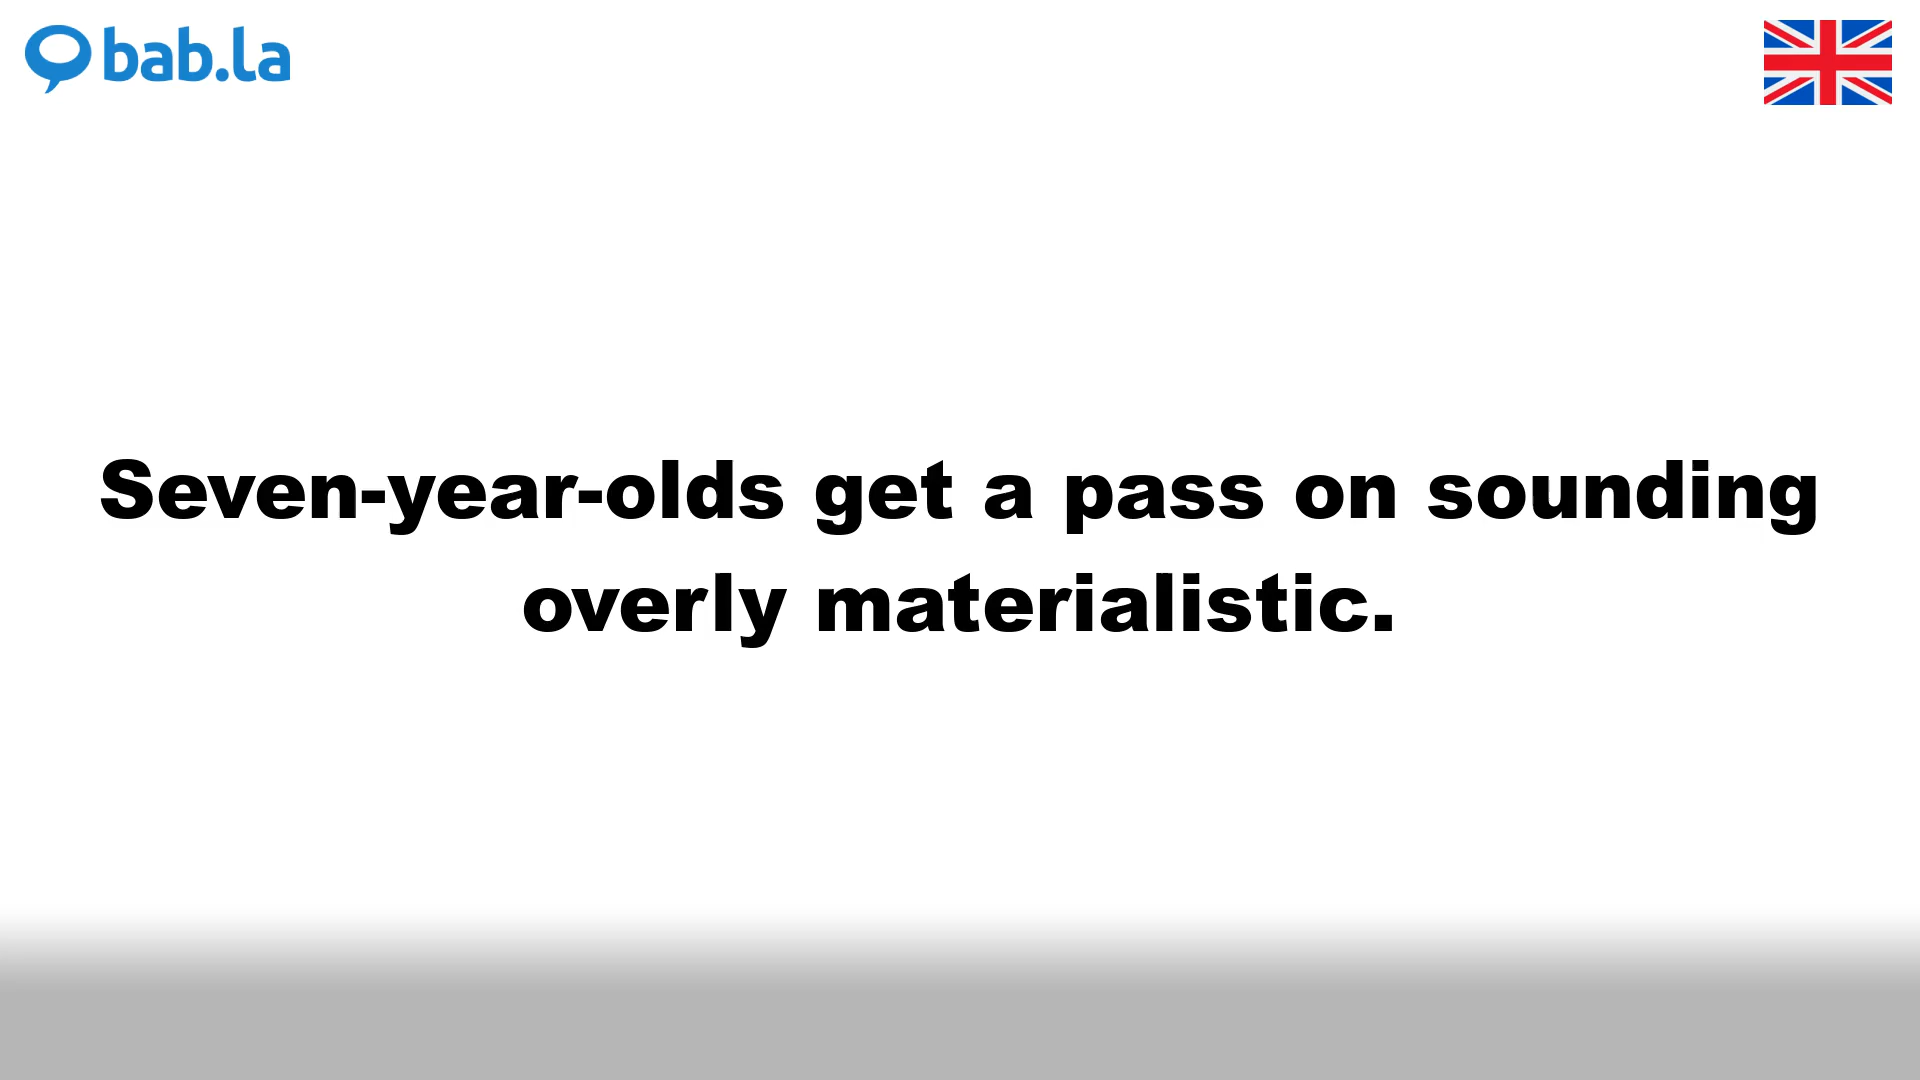 bab.la
Seven-year-olds get a pass on sounding
overly materialistic.